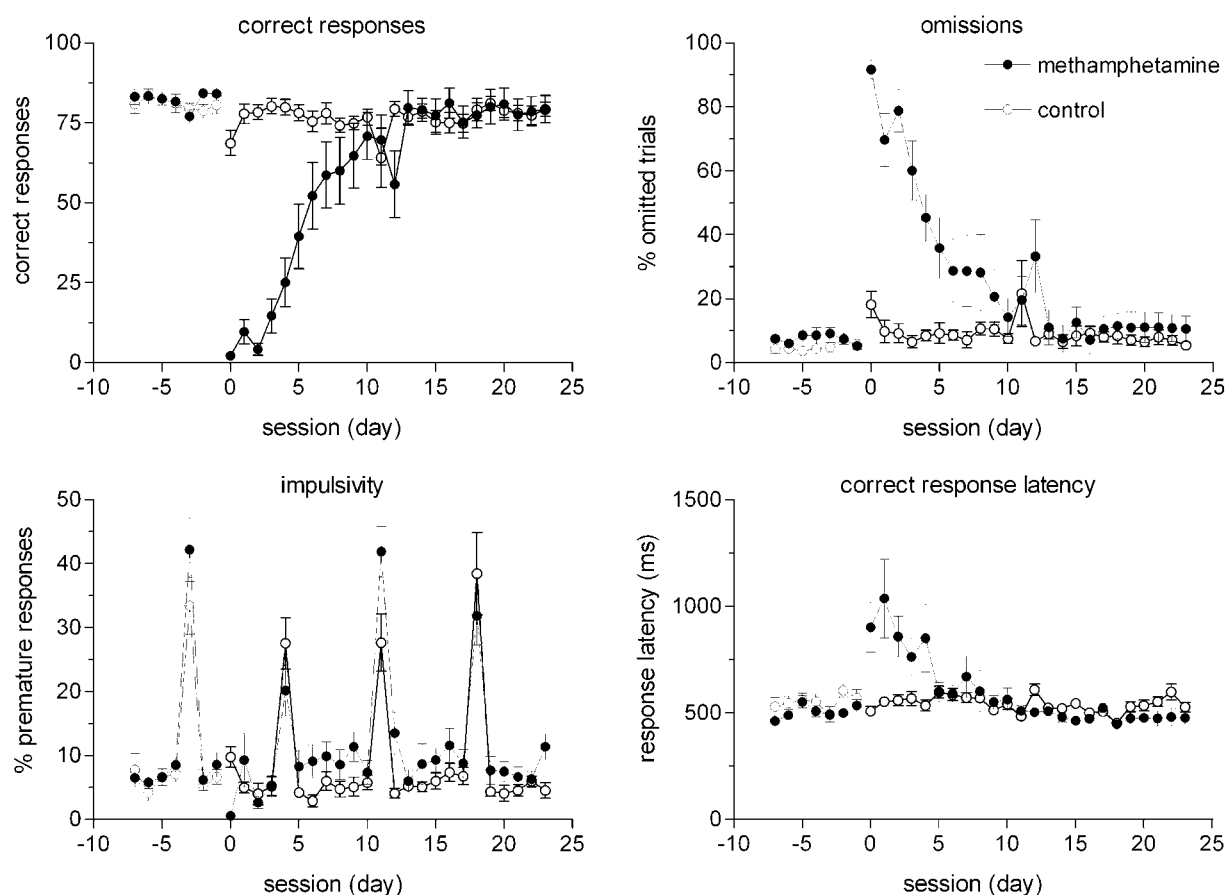 correct responses
correct responses
100
75
50
25
0
-10 -5 0 5 10 15 20 25
session (day)
omissions
methamphetamine
control
% omitted trials
100
80
60
40
20
0
-10 -5 0 5 10 15 20 25
session (day)
impulsivity
% premature responses
50
40
30
20
10
0
-10 -5 0 5 10 15 20 25
session (day)
correct response latency
response latency (ms)
1500
1000
500
0
-10 -5 0 5 10 15 20 25
session (day)